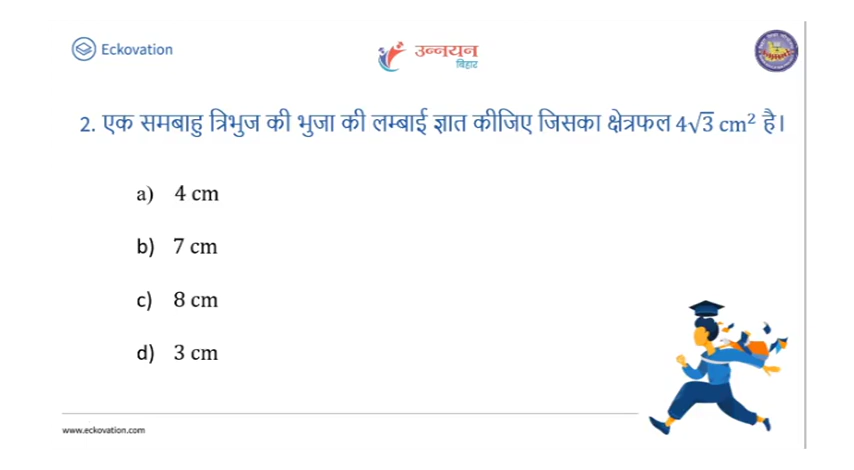 Eckovation
उन्नयन
बिहार
2. एक समबाहु त्रिभुज की भुजा की लम्बाई ज्ञात कीजिए जिसका क्षेत्रफल 4√3 cm² है।
a) 4 cm
b) 7 cm
c) 8 cm
d) 3 cm
www.eckovation.com